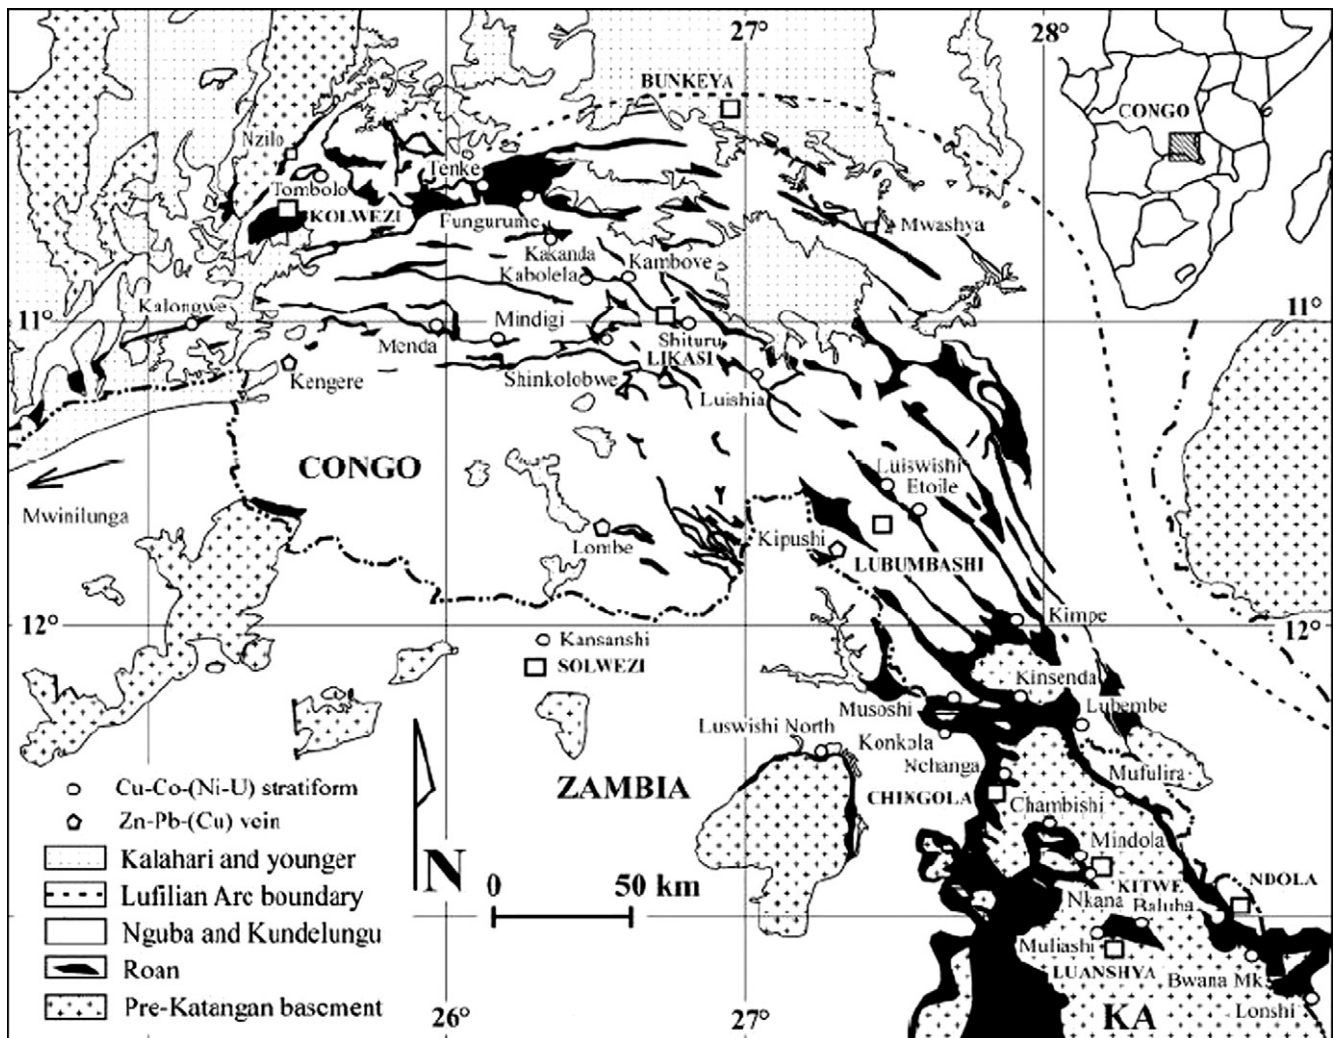 27°
28°
BUNKEYA
CONGO
Nzilo
Tenke
Tombolo
KOLWEZI
Fungurume
Mwashya
Kakanda
Kambove
Kabolela
Kalongwe
11°
11°
Mindigi
Menda
Shituru
LIKASI
Kengere
Shinkolobwe
Luishia
CONGO
Luiswishi
Etoile
Mwinilunga
Kipushi
Lombe
LUBUMBASHI
Kimpe
12°
12°
Kansanshi
SOLWEZI
Kinsenda
Musoshi
Lubembe
Luswishi North
Konkola
Nchanga
Mufulira
ZAMBIA
CHINGOLA
Chambishi
Mindola
KITWE
NDOLA
Nkana
Baluba
Muliashi
LUANSHYA
Bwana Mk.
Lonshi
KA
Cu-Co-(Ni-U) stratiform
Zn-Pb-(Cu) vein
Kalahari and younger
Lufilian Arc boundary
Nguba and Kundelungu
Roan
Pre-Katangan basement
N
0
50 km
26°
27°